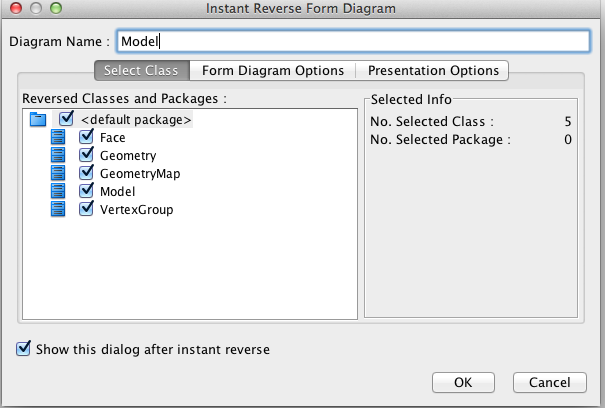 Instant Reverse Form Diagram
Diagram Name : Model
Select Class Form Diagram Options Presentation Options
Reversed Classes and Packages :
<default package>
Face
Geometry
GeometryMap
Model
VertexGroup
Selected Info
No. Selected Class : 5
No. Selected Package : 0
Show this dialog after instant reverse
OK Cancel